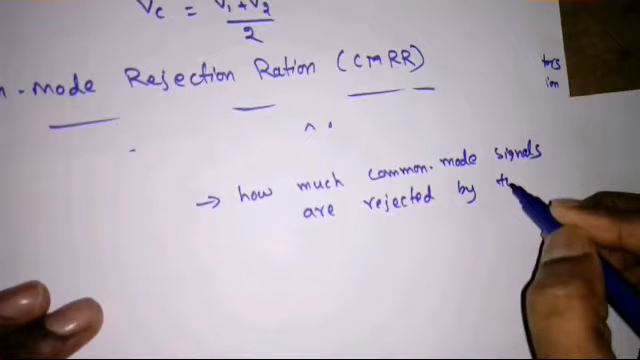 Vc = V1 + V2
2
- mode Rejection Ration (CMRR)
→ how much common-mode signals
are rejected by